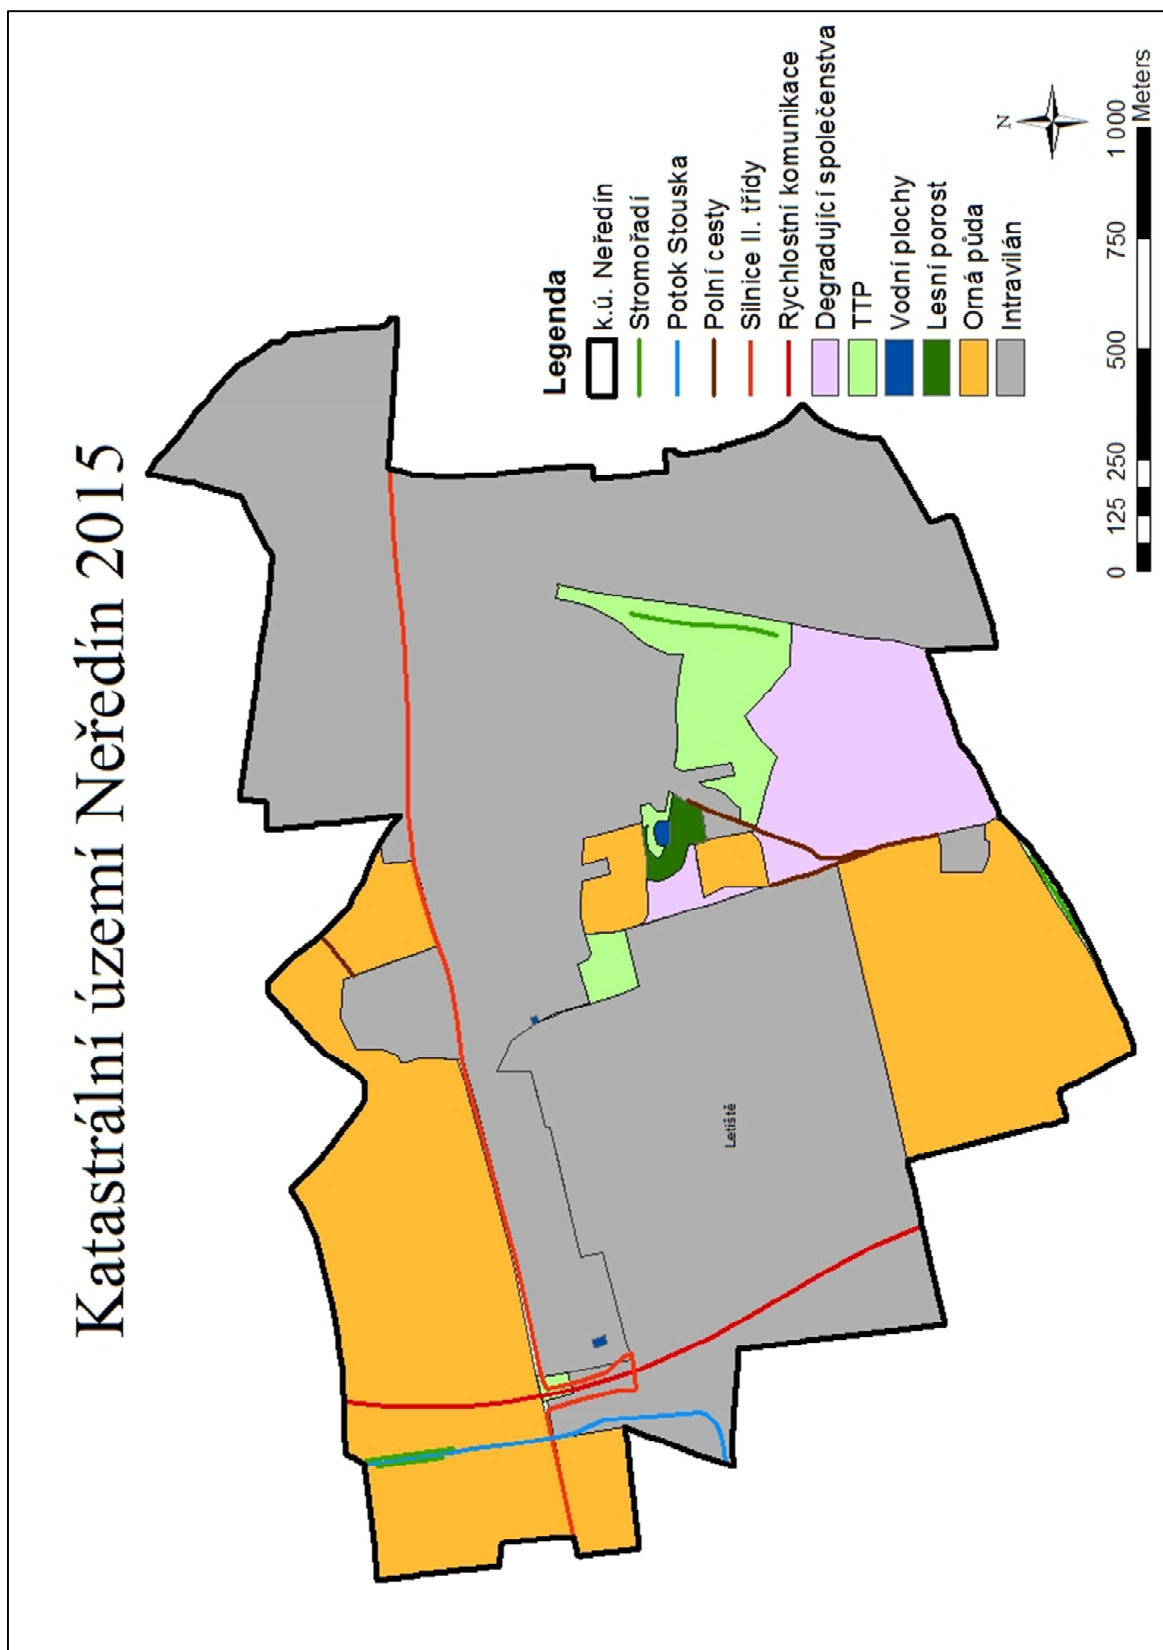 Katastrální území Neředín 2015
Letiště
Legenda
k.ú. Neředín
Stromořadí
Potok Stouska
Polní cesty
Silnice II. třídy
Rychlostní komunikace
Degradující společenstva
TTP
Vodní plochy
Lesní porost
Orná půda
Intravilán
N
0 125 250 500 750 1 000
Meters